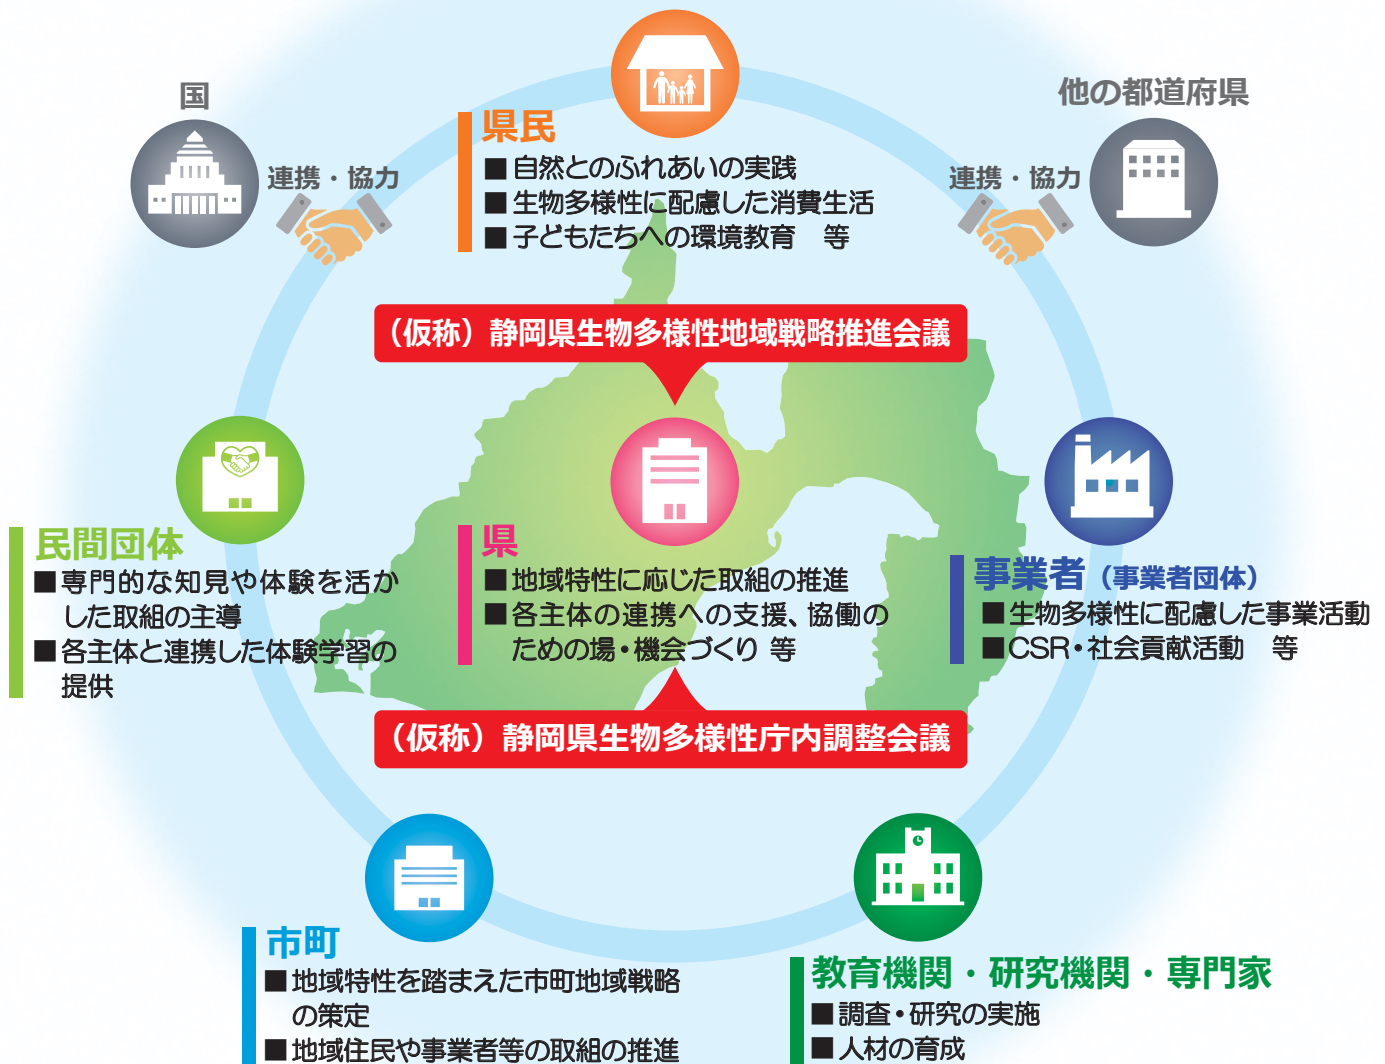 国
連携・協力
他の都道府県
連携・協力
県民
■ 自然とのふれあいの実践
■ 生物多様性に配慮した消費生活
■ 子どもたちへの環境教育　等
（仮称）静岡県生物多様性地域戦略推進会議
民間団体
■ 専門的な知見や体験を活か
した取組の主導
■ 各主体と連携した体験学習の
提供
県
■ 地域特性に応じた取組の推進
■ 各主体の連携への支援、協働の
ための場・機会づくり 等
事業者（事業者団体）
■ 生物多様性に配慮した事業活動
■ CSR・社会貢献活動　等
（仮称）静岡県生物多様性庁内調整会議
市町
■ 地域特性を踏まえた市町地域戦略
の策定
■ 地域住民や事業者等の取組の推進
教育機関・研究機関・専門家
■ 調査・研究の実施
■ 人材の育成